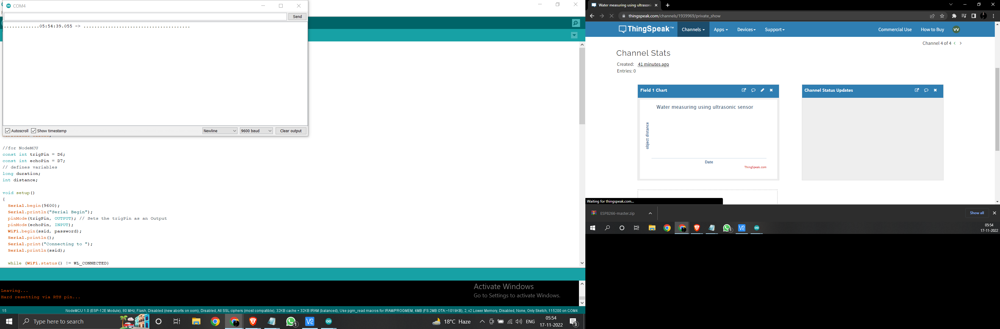 COM4
Send
.............05:54:39.055 -> .......................................
Autoscroll
Show timestamp
Newline
9600 baud
Clear output
//for NodeMCU
const int trigPin = D6;
const int echoPin = D7;
// defines variables
long duration;
int distance;
void setup()
{
Serial.begin(9600);
Serial.println("Serial Begin");
pinMode(trigPin, OUTPUT); // Sets the trigPin as an Output
pinMode(echoPin, INPUT);
WiFi.begin(ssid, password);
Serial.println();
Serial.print("Connecting to ");
Serial.println(ssid);
while (WiFi.status() != WL_CONNECTED)
Leaving...
Hard resetting via RTS pin...
Activate Windows
Go to Settings to activate Windows.
15
NodeMCU 1.0 (ESP-12E Module), 80 MHz, Flash, Disabled (new aborts on oom), Disabled, All SSL ciphers (most compatible), 32KB cache + 32KB IRAM (balanced), Use pgm_read macros for IRAM/PROGMEM, 4MB (FS:2MB OTA:~1019KB), 2, v2 Lower Memory, Disabled, None, Only Sketch, 115200 on COM4
Type here to search
1
18°C Haze
ENG
05:54
17-11-2022
3
Water measuring using ultrasonic
thingspeak.com/channels/1939969/private_show
ThingSpeak™
Channels
Apps
Devices
Support
Commercial Use
How to Buy
VV
Channel 4 of 4 < >
Channel Stats
Created: 41 minutes ago
Entries: 0
Field 1 Chart
Channel Status Updates
Water measuring using ultrasonic sensor
object distance
Date
ThingSpeak.com
Waiting for thingspeak.com...
ESP8266-master.zip
Show all
1
05:54
17-11-2022